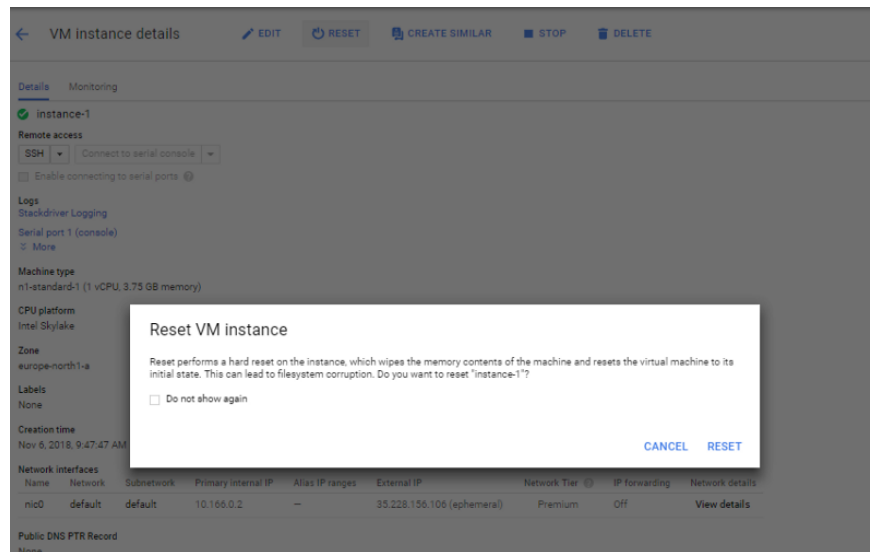 VM instance details EDIT RESET CREATE SIMILAR STOP DELETE
Details Monitoring
instance-1
Remote access
SSH Connect to serial console
Enable connecting to serial ports
Logs
Stackdriver Logging
Serial port 1 (console)
More
Machine type
n1-standard-1 (1 vCPU, 3.75 GB memory)
CPU platform
Intel Skylake
Zone
europe-north1-a
Labels
None
Creation time
Nov 6, 2018, 9:47:47 AM
Reset VM instance
Reset performs a hard reset on the instance, which wipes the memory contents of the machine and resets the virtual machine to its
initial state. This can lead to filesystem corruption. Do you want to reset "instance-1"?
Do not show again
CANCEL RESET
Network interfaces
Name Network Subnetwork Primary internal IP Alias IP ranges External IP Network Tier IP forwarding Network details
nic0 default default 10.166.0.2 — 35.228.156.106 (ephemeral) Premium Off View details
Public DNS PTR Record
None